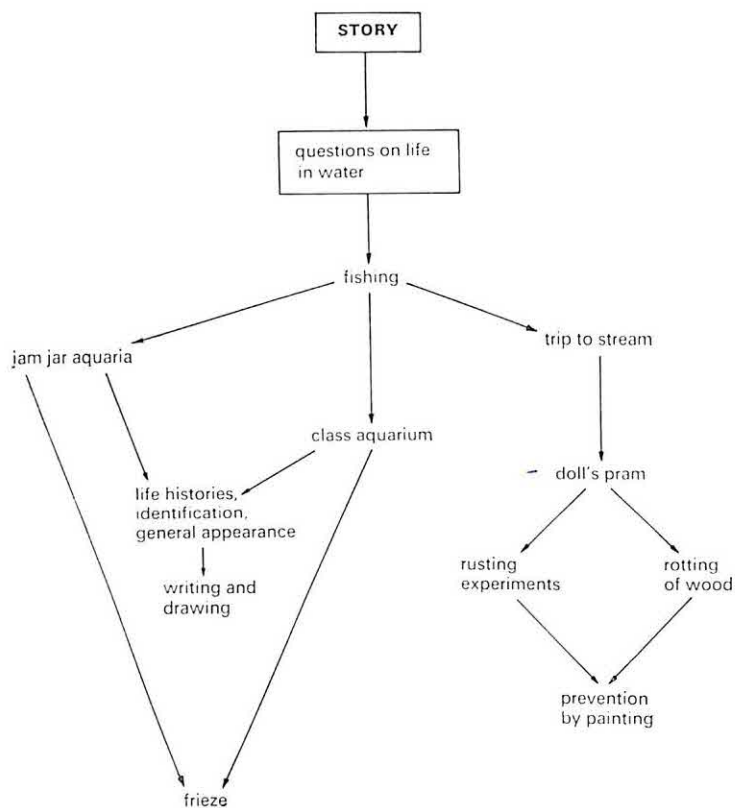 STORY
questions on life
in water
fishing
jam jar aquaria
trip to stream
class aquarium
doll's pram
life histories,
identification,
general appearance
rusting
experiments
rotting
of wood
writing and
drawing
prevention
by painting
frieze